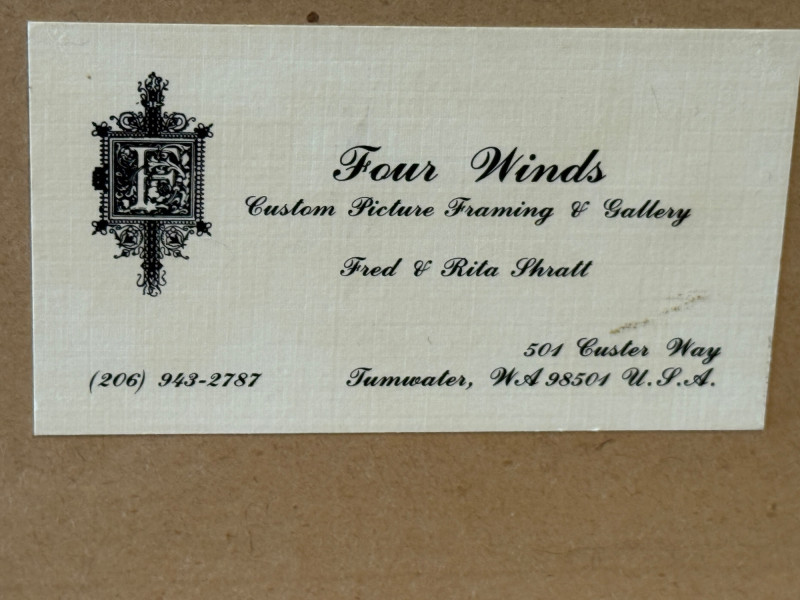 F
Four Winds
Custom Picture Framing & Gallery
Fred & Rita Shratt
501 Custer Way
(206) 943-2787 Tumwater, WA 98501 U.S.A.